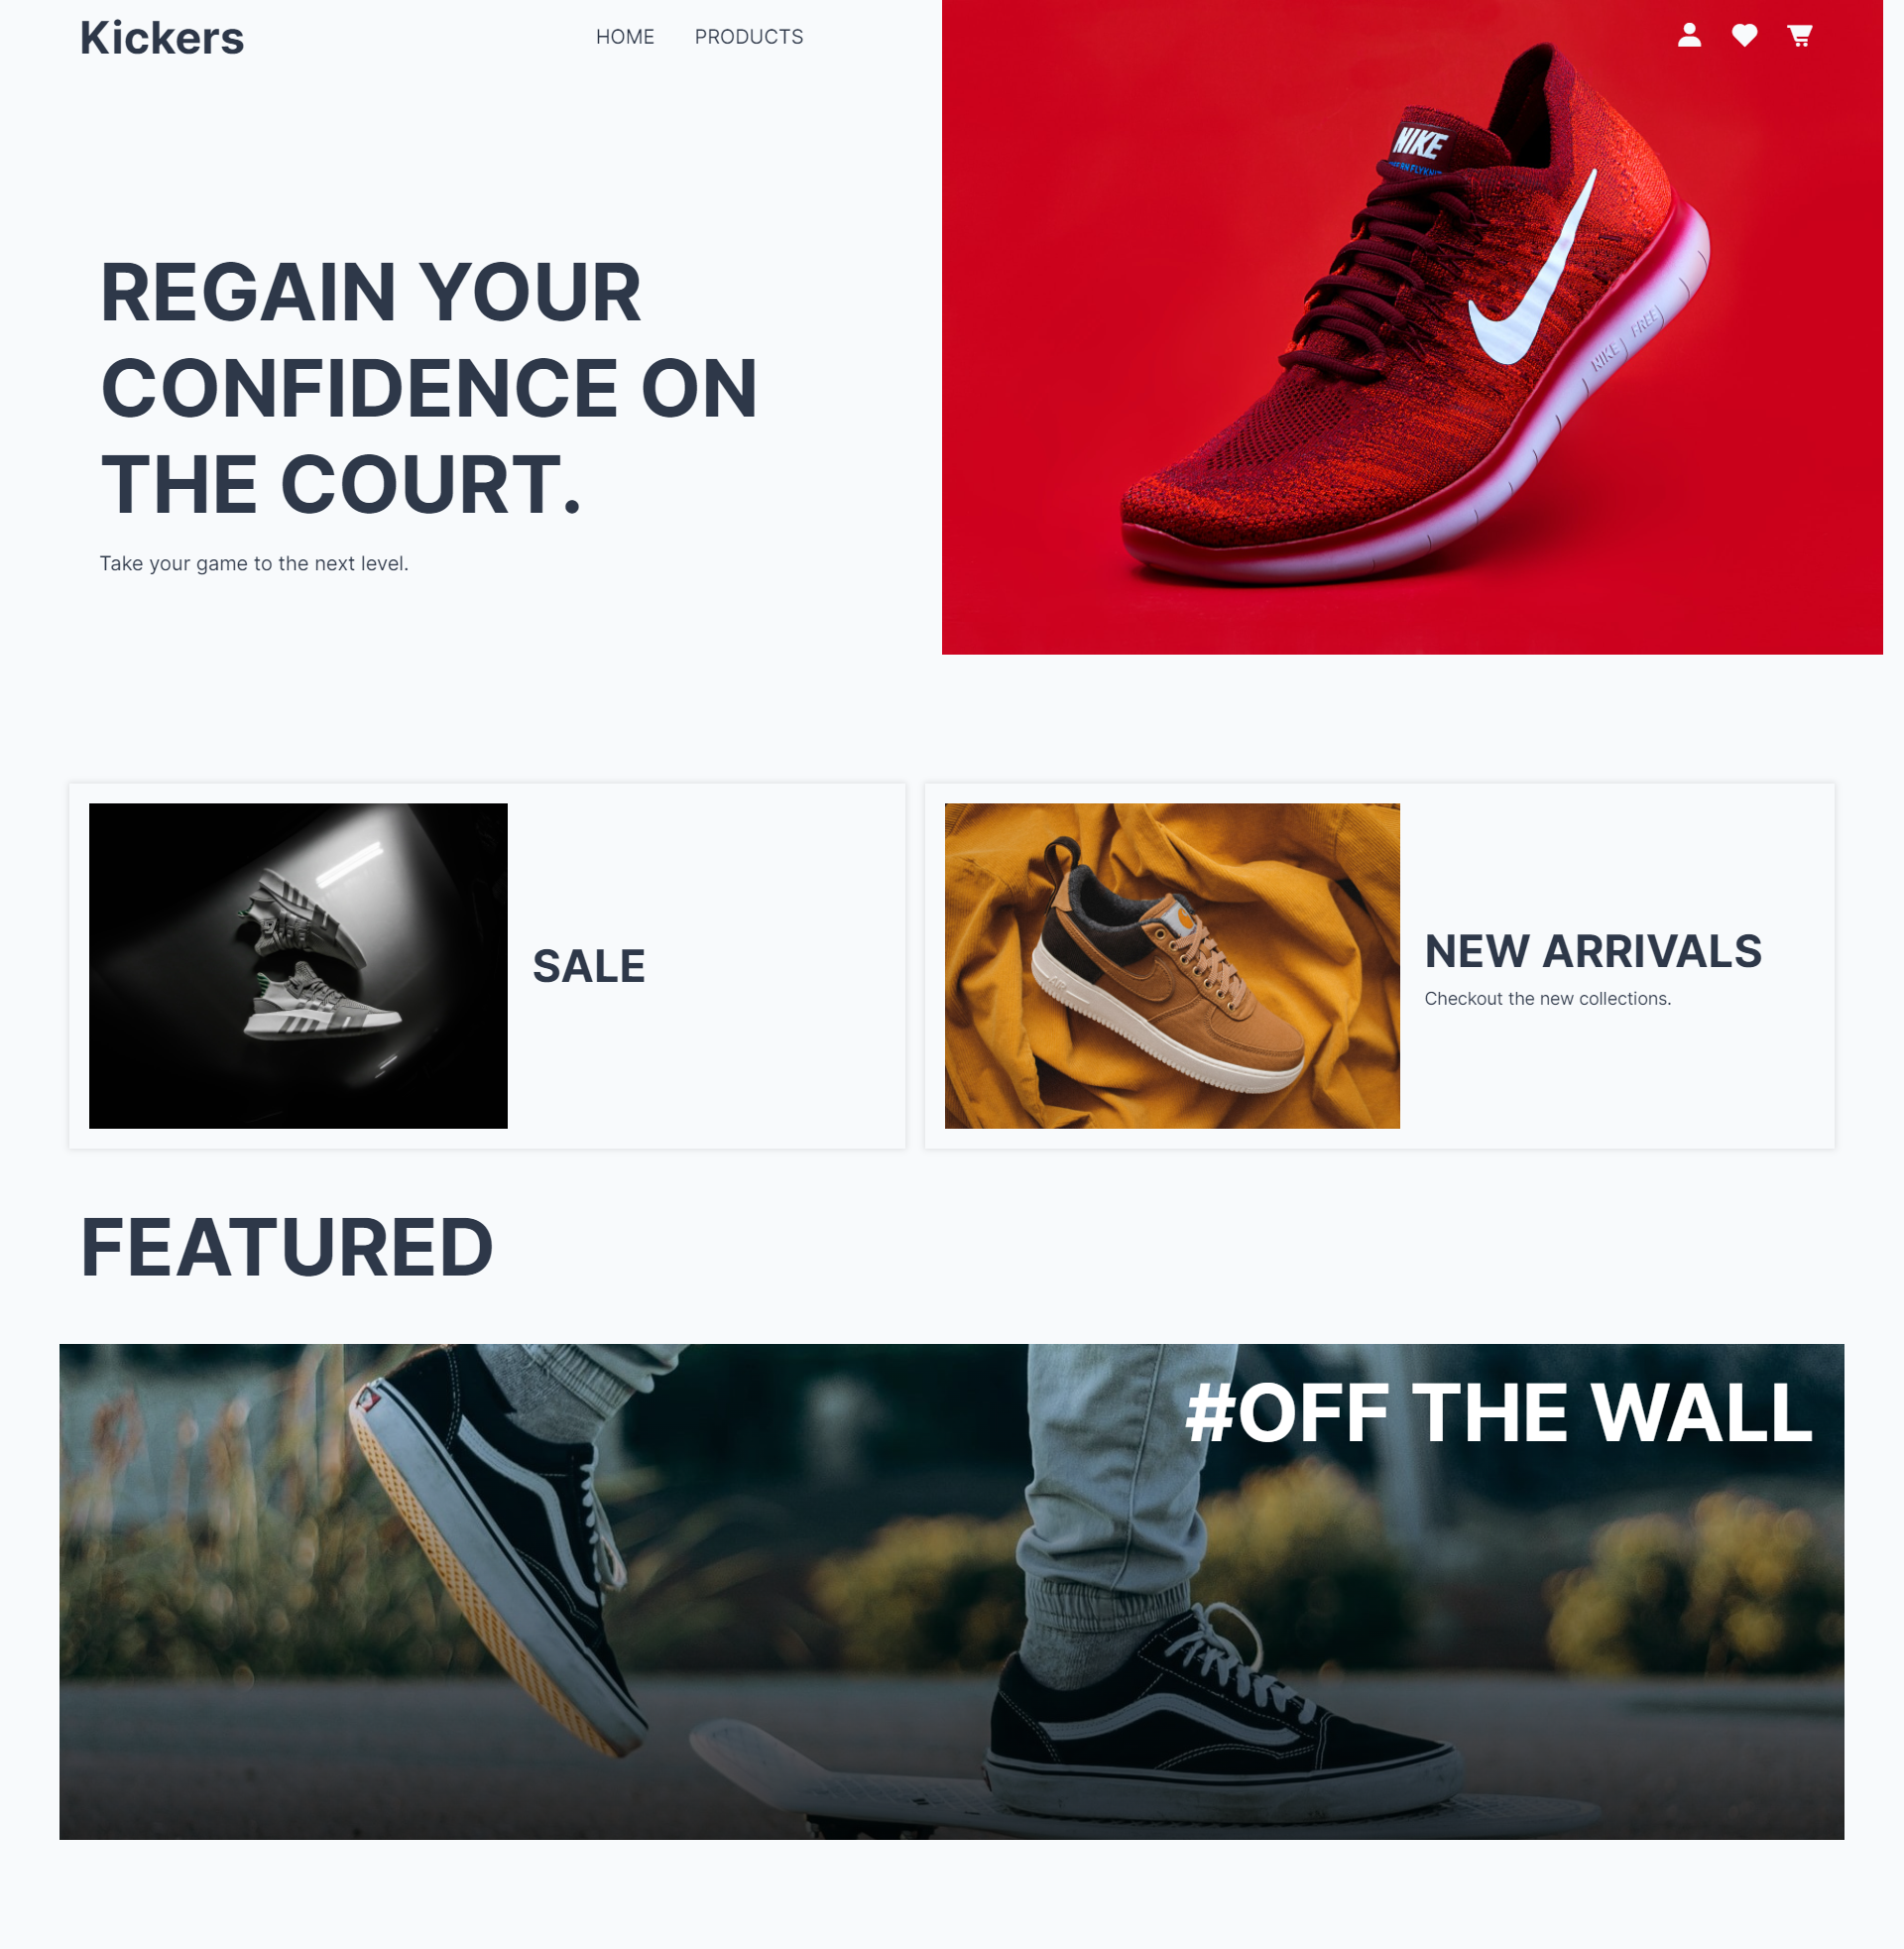 Kickers
HOME
PRODUCTS
NIKE
REGAIN YOUR
CONFIDENCE ON
THE COURT.
NIKE FREE
Take your game to the next level.
SALE
NEW ARRIVALS
Checkout the new collections.
FEATURED
#OFF THE WALL